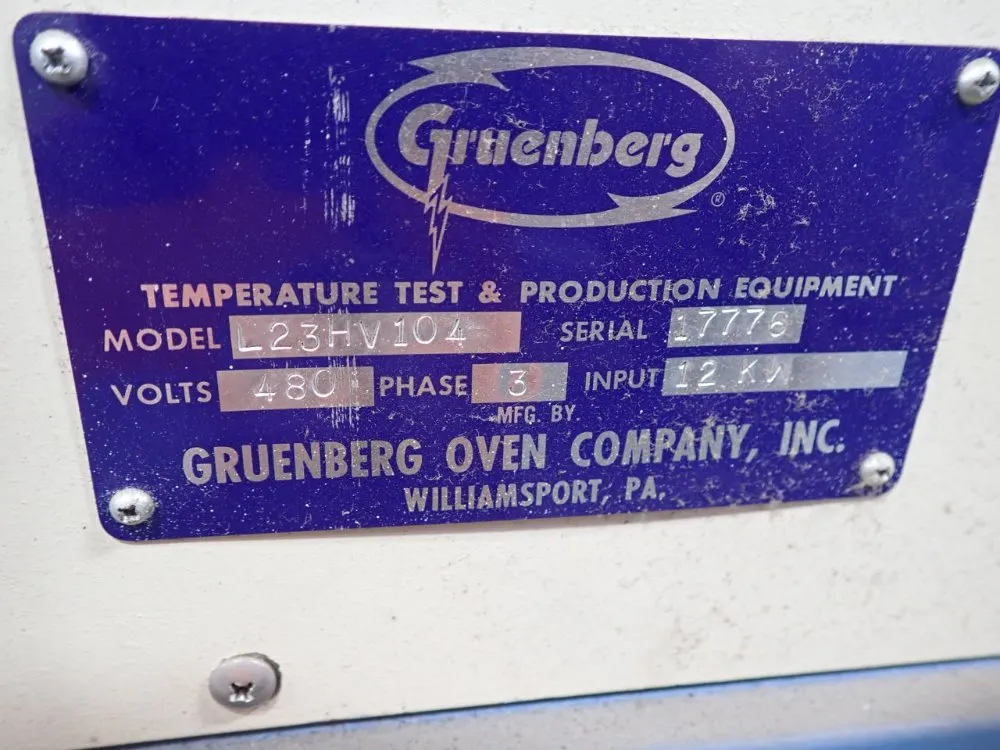 Gruenberg
®
TEMPERATURE TEST & PRODUCTION EQUIPMENT
MODEL L23HV104 SERIAL 17776
VOLTS 480 PHASE 3 INPUT 12 KW
MFG. BY
GRUENBERG OVEN COMPANY, INC.
WILLIAMSPORT, PA.